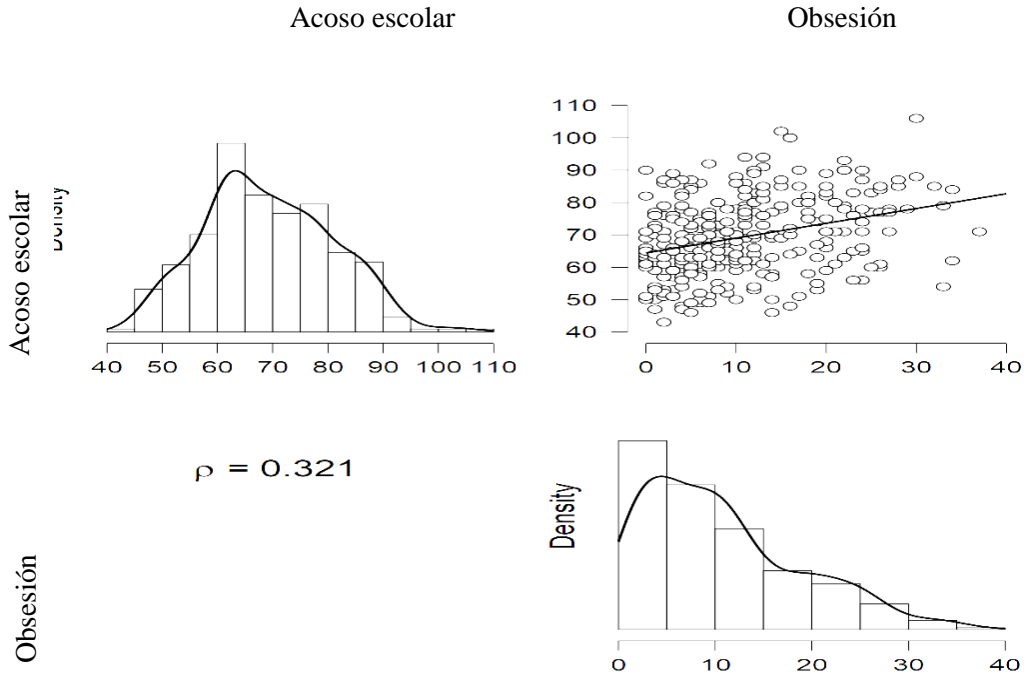 Acoso escolar
Obsesión
Acoso escolar
Density
40 50 60 70 80 90 100 110
110
100
90
80
70
60
50
40
0 10 20 30 40
Obsesión
ρ = 0.321
Density
0 10 20 30 40